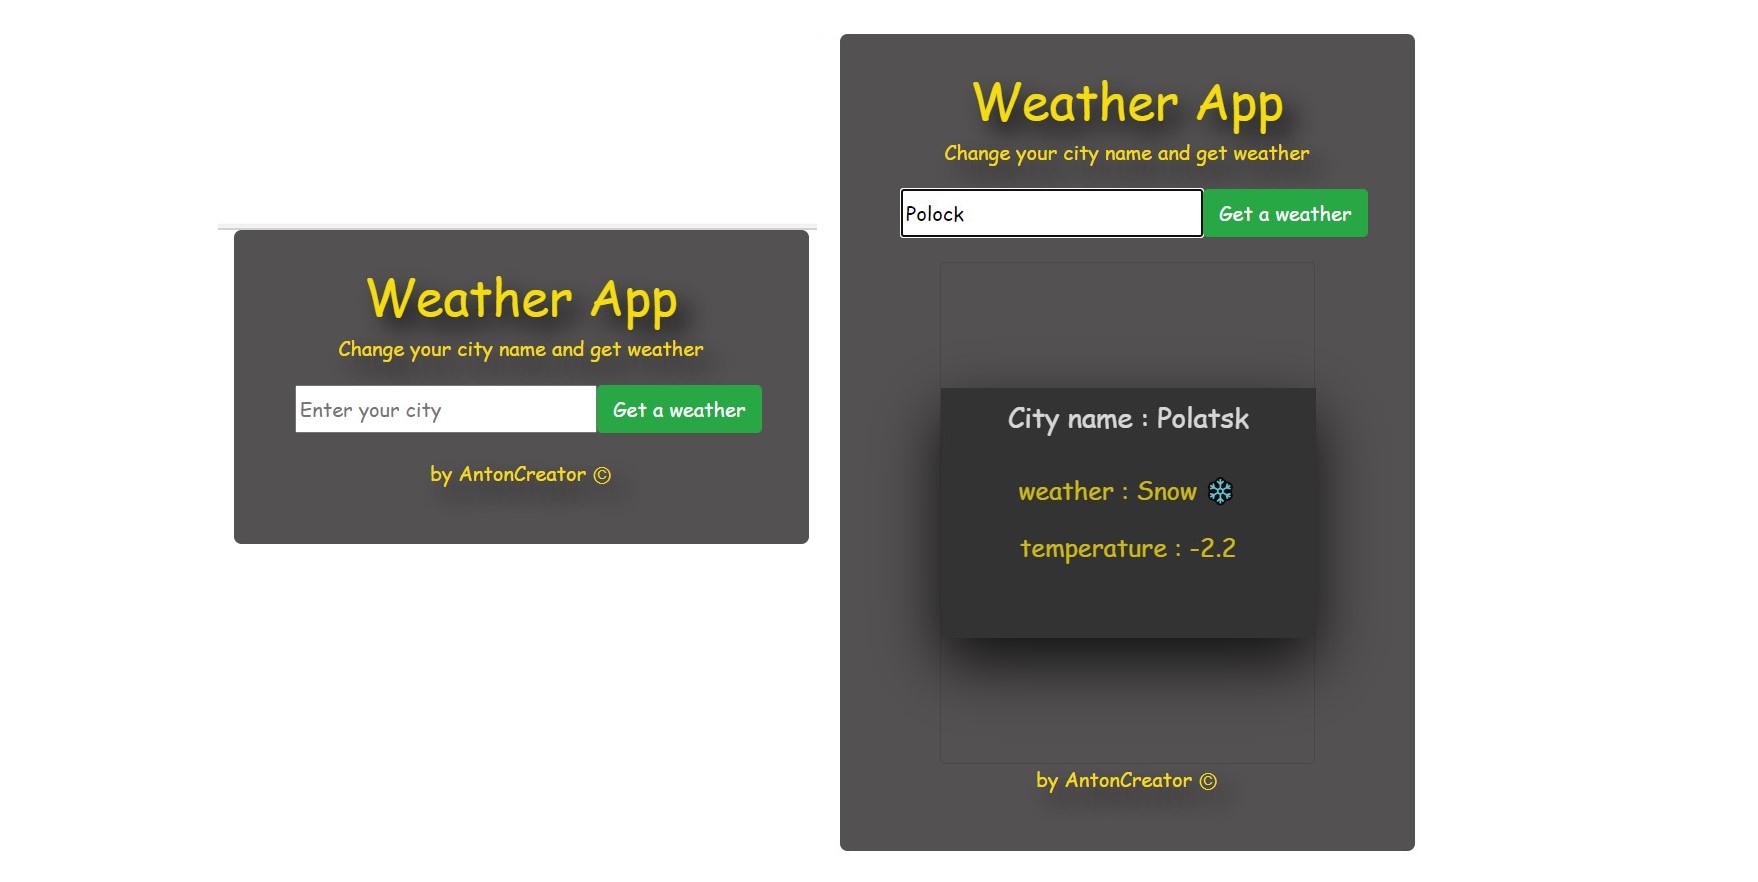 Weather App
Change your city name and get weather
Enter your city
Get a weather
by AntonCreator ©
Weather App
Change your city name and get weather
Polock
Get a weather
City name : Polatsk
weather : Snow
temperature : -2.2
by AntonCreator ©